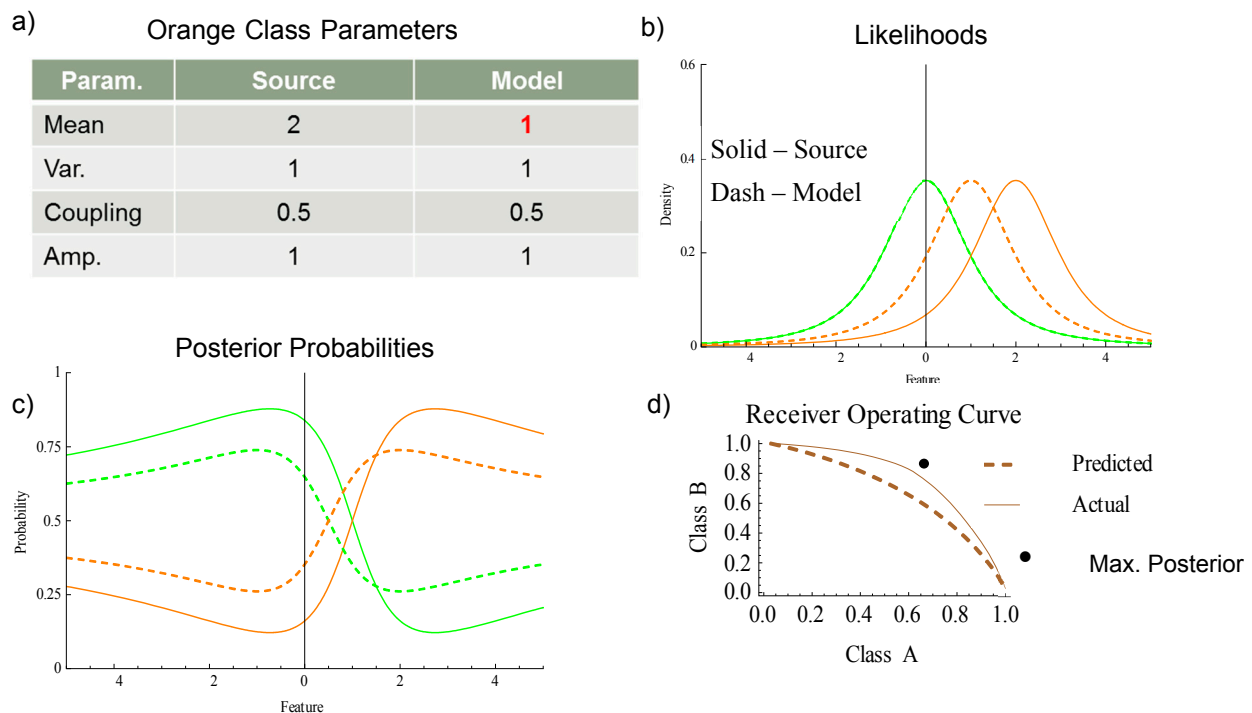 a)
Orange Class Parameters
Param. Source Model
Mean 2 1
Var. 1 1
Coupling 0.5 0.5
Amp. 1 1
b)
Likelihoods
0.6
0.4
0.2
0
Density
Solid – Source
Dash – Model
4 2 0 2 4
Feature
Posterior Probabilities
c)
1
0.75
0.5
0.25
0
Probability
4 2 0 2 4
Feature
d)
Receiver Operating Curve
1.0
0.8
0.6
0.4
0.2
0.0
Class B
0.0 0.2 0.4 0.6 0.8 1.0
Class A
Predicted
Actual
Max. Posterior